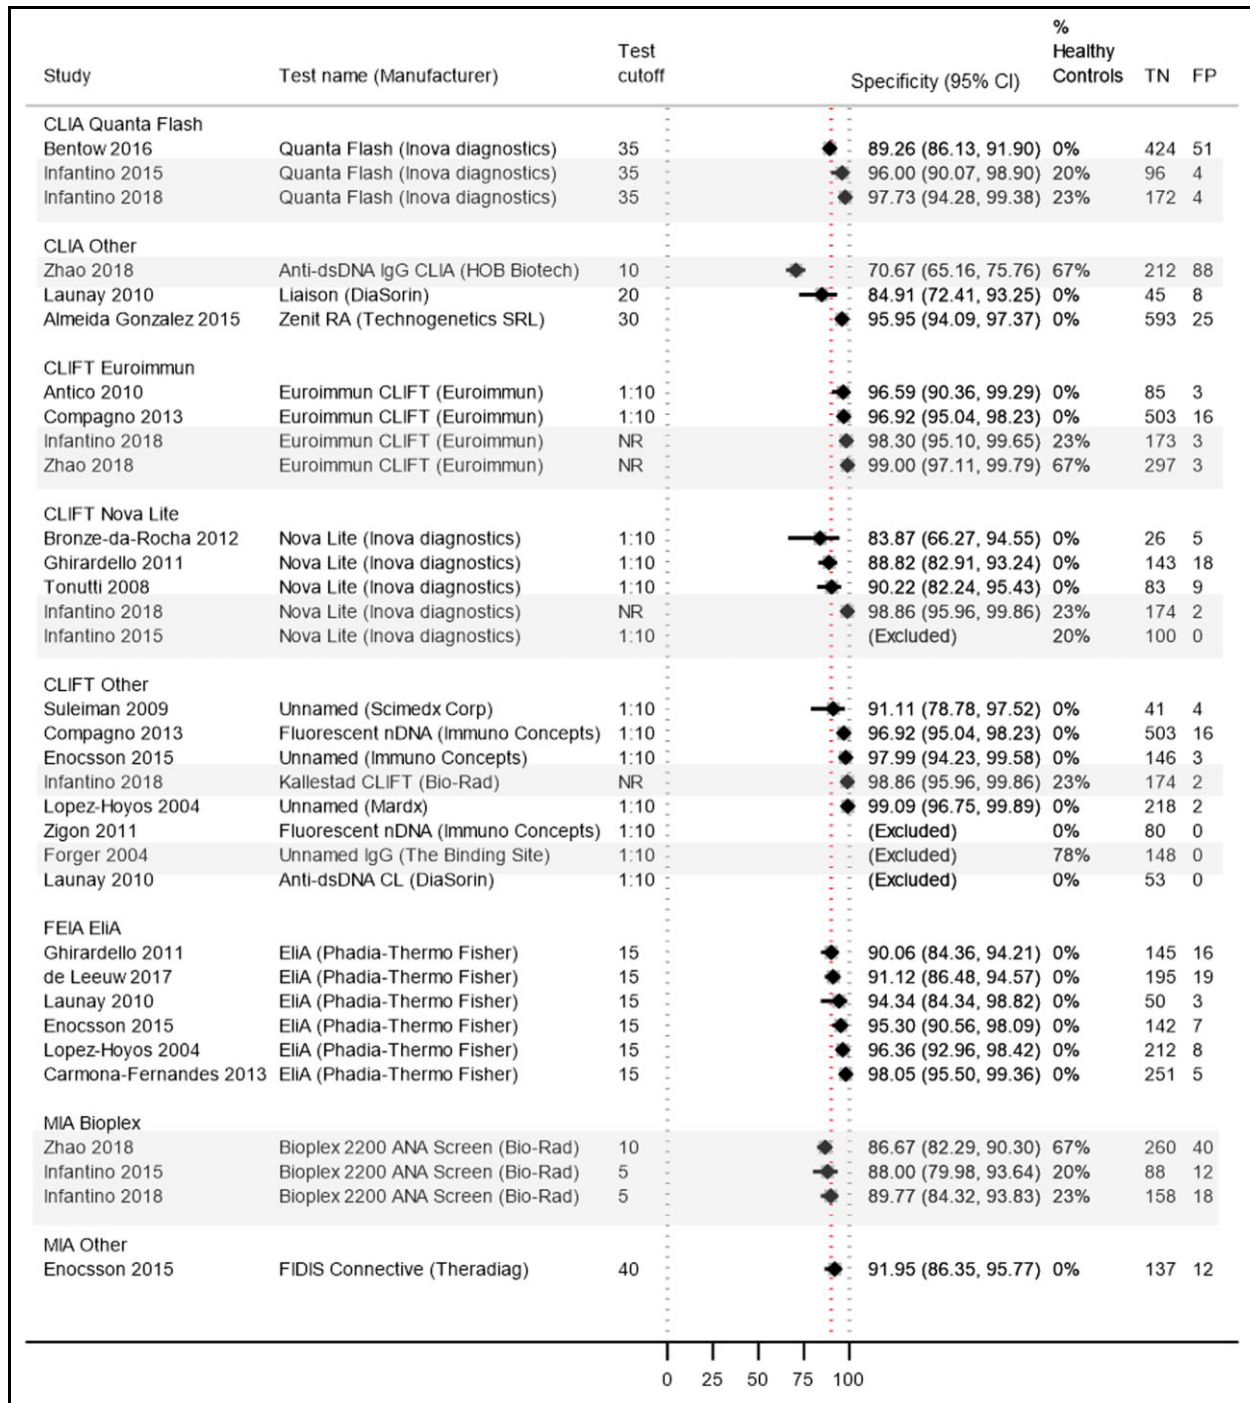 Study Test name (Manufacturer) Test cutoff Specificity (95% CI) % Healthy Controls TN FP
CLIA Quanta Flash
Bentow 2016 Quanta Flash (Inova diagnostics) 35 89.26 (86.13, 91.90) 0% 424 51
Infantino 2015 Quanta Flash (Inova diagnostics) 35 96.00 (90.07, 98.90) 20% 96 4
Infantino 2018 Quanta Flash (Inova diagnostics) 35 97.73 (94.28, 99.38) 23% 172 4
CLIA Other
Zhao 2018 Anti-dsDNA IgG CLIA (HOB Biotech) 10 70.67 (65.16, 75.76) 67% 212 88
Launay 2010 Liaison (DiaSorin) 20 84.91 (72.41, 93.25) 0% 45 8
Almeida Gonzalez 2015 Zenit RA (Technogenetics SRL) 30 95.95 (94.09, 97.37) 0% 593 25
CLIFT Euroimmun
Antico 2010 Euroimmun CLIFT (Euroimmun) 1:10 96.59 (90.36, 99.29) 0% 85 3
Compagno 2013 Euroimmun CLIFT (Euroimmun) 1:10 96.92 (95.04, 98.23) 0% 503 16
Infantino 2018 Euroimmun CLIFT (Euroimmun) NR 98.30 (95.10, 99.65) 23% 173 3
Zhao 2018 Euroimmun CLIFT (Euroimmun) NR 99.00 (97.11, 99.79) 67% 297 3
CLIFT Nova Lite
Bronze-da-Rocha 2012 Nova Lite (Inova diagnostics) 1:10 83.87 (66.27, 94.55) 0% 26 5
Ghirardello 2011 Nova Lite (Inova diagnostics) 1:10 88.82 (82.91, 93.24) 0% 143 18
Tonutti 2008 Nova Lite (Inova diagnostics) 1:10 90.22 (82.24, 95.43) 0% 83 9
Infantino 2018 Nova Lite (Inova diagnostics) NR 98.86 (95.96, 99.86) 23% 174 2
Infantino 2015 Nova Lite (Inova diagnostics) 1:10 (Excluded) 20% 100 0
CLIFT Other
Suleiman 2009 Unnamed (Scimedx Corp) 1:10 91.11 (78.78, 97.52) 0% 41 4
Compagno 2013 Fluorescent nDNA (Immuno Concepts) 1:10 96.92 (95.04, 98.23) 0% 503 16
Enocsson 2015 Unnamed (Immuno Concepts) 1:10 97.99 (94.23, 99.58) 0% 146 3
Infantino 2018 Kallestad CLIFT (Bio-Rad) NR 98.86 (95.96, 99.86) 23% 174 2
Lopez-Hoyos 2004 Unnamed (Mardx) 1:10 99.09 (96.75, 99.89) 0% 218 2
Zigon 2011 Fluorescent nDNA (Immuno Concepts) 1:10 (Excluded) 0% 80 0
Forger 2004 Unnamed IgG (The Binding Site) 1:10 (Excluded) 78% 148 0
Launay 2010 Anti-dsDNA CL (DiaSorin) 1:10 (Excluded) 0% 53 0
FEIA EliA
Ghirardello 2011 EliA (Phadia-Thermo Fisher) 15 90.06 (84.36, 94.21) 0% 145 16
de Leeuw 2017 EliA (Phadia-Thermo Fisher) 15 91.12 (86.48, 94.57) 0% 195 19
Launay 2010 EliA (Phadia-Thermo Fisher) 15 94.34 (84.34, 98.82) 0% 50 3
Enocsson 2015 EliA (Phadia-Thermo Fisher) 15 95.30 (90.56, 98.09) 0% 142 7
Lopez-Hoyos 2004 EliA (Phadia-Thermo Fisher) 15 96.36 (92.96, 98.42) 0% 212 8
Carmona-Fernandes 2013 EliA (Phadia-Thermo Fisher) 15 98.05 (95.50, 99.36) 0% 251 5
MIA Bioplex
Zhao 2018 Bioplex 2200 ANA Screen (Bio-Rad) 10 86.67 (82.29, 90.30) 67% 260 40
Infantino 2015 Bioplex 2200 ANA Screen (Bio-Rad) 5 88.00 (79.98, 93.64) 20% 88 12
Infantino 2018 Bioplex 2200 ANA Screen (Bio-Rad) 5 89.77 (84.32, 93.83) 23% 158 18
MIA Other
Enocsson 2015 FIDIS Connective (Theradiag) 40 91.95 (86.35, 95.77) 0% 137 12
0 25 50 75 100